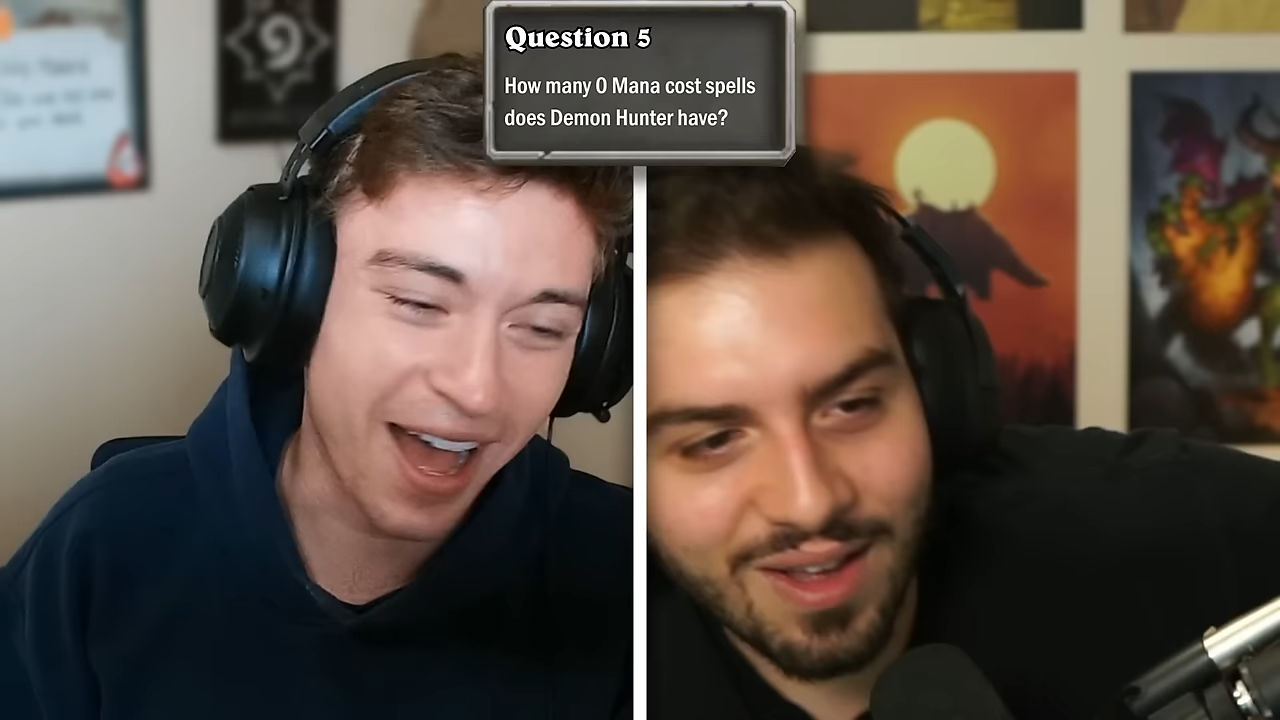 Question 5
How many 0 Mana cost spells
does Demon Hunter have?